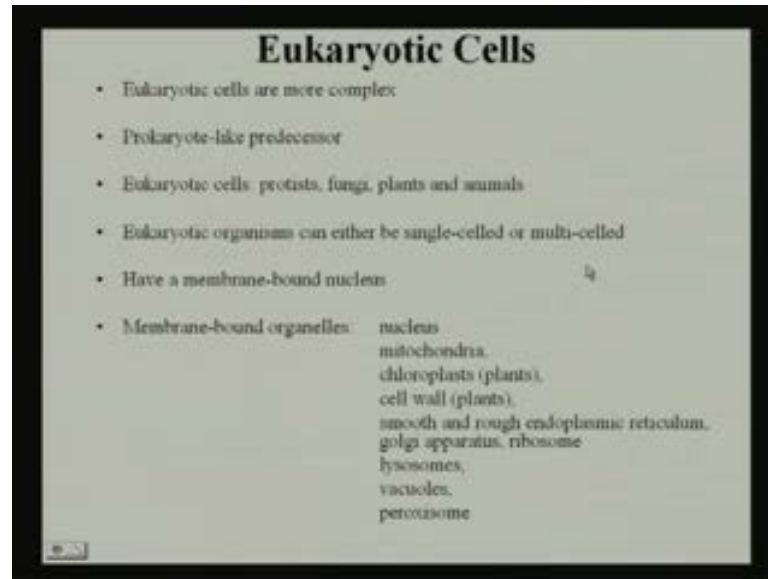 Eukaryotic Cells
• Eukaryotic cells are more complex
• Prokaryote-like predecessor
• Eukaryotic cells: protists, fungi, plants and animals
• Eukaryotic organisms can either be single-celled or multi-celled
• Have a membrane-bound nucleus
• Membrane-bound organelles nucleus
mitochondria,
chloroplasts (plants),
cell wall (plants),
smooth and rough endoplasmic reticulum,
golgi apparatus, ribosome
lysosomes,
vacuoles,
peroxisome